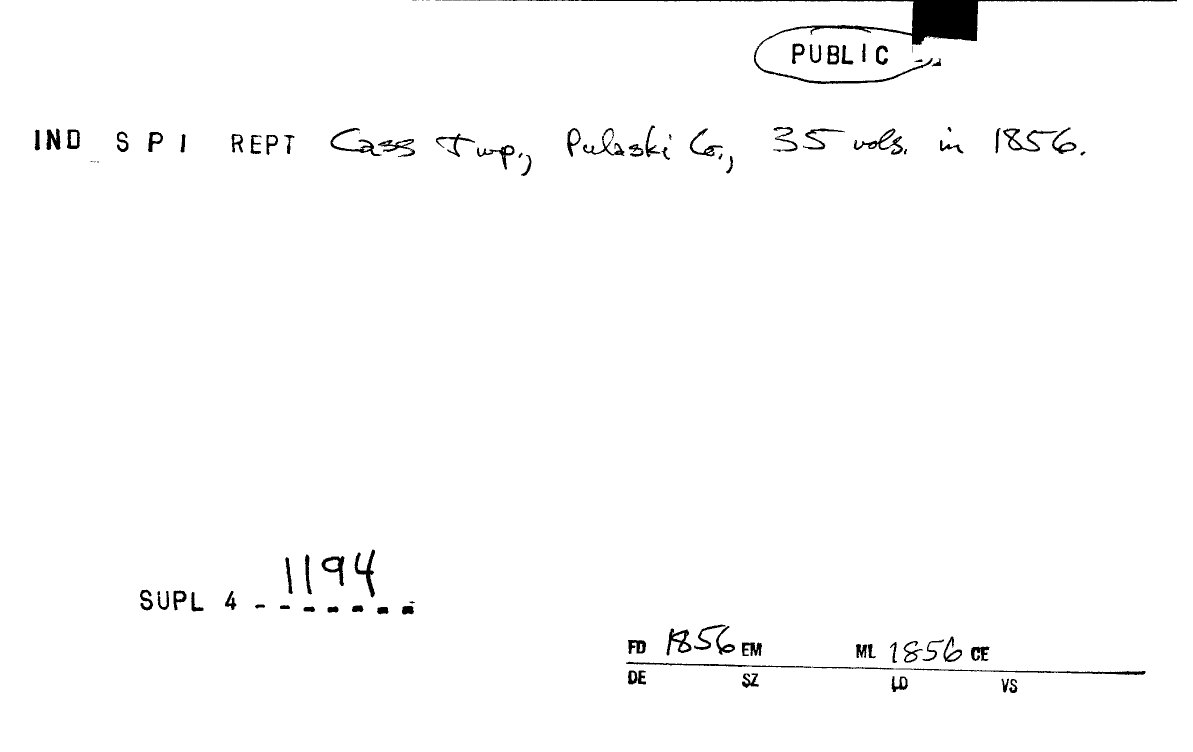 PUBLIC
IND S P I REPT Cass Twp., Pulaski Co., 35 vols. in 1856.
1194
SUPL 4 - - - - - - -
FD 1856 EM ML 1856 CE
DE SZ LD VS